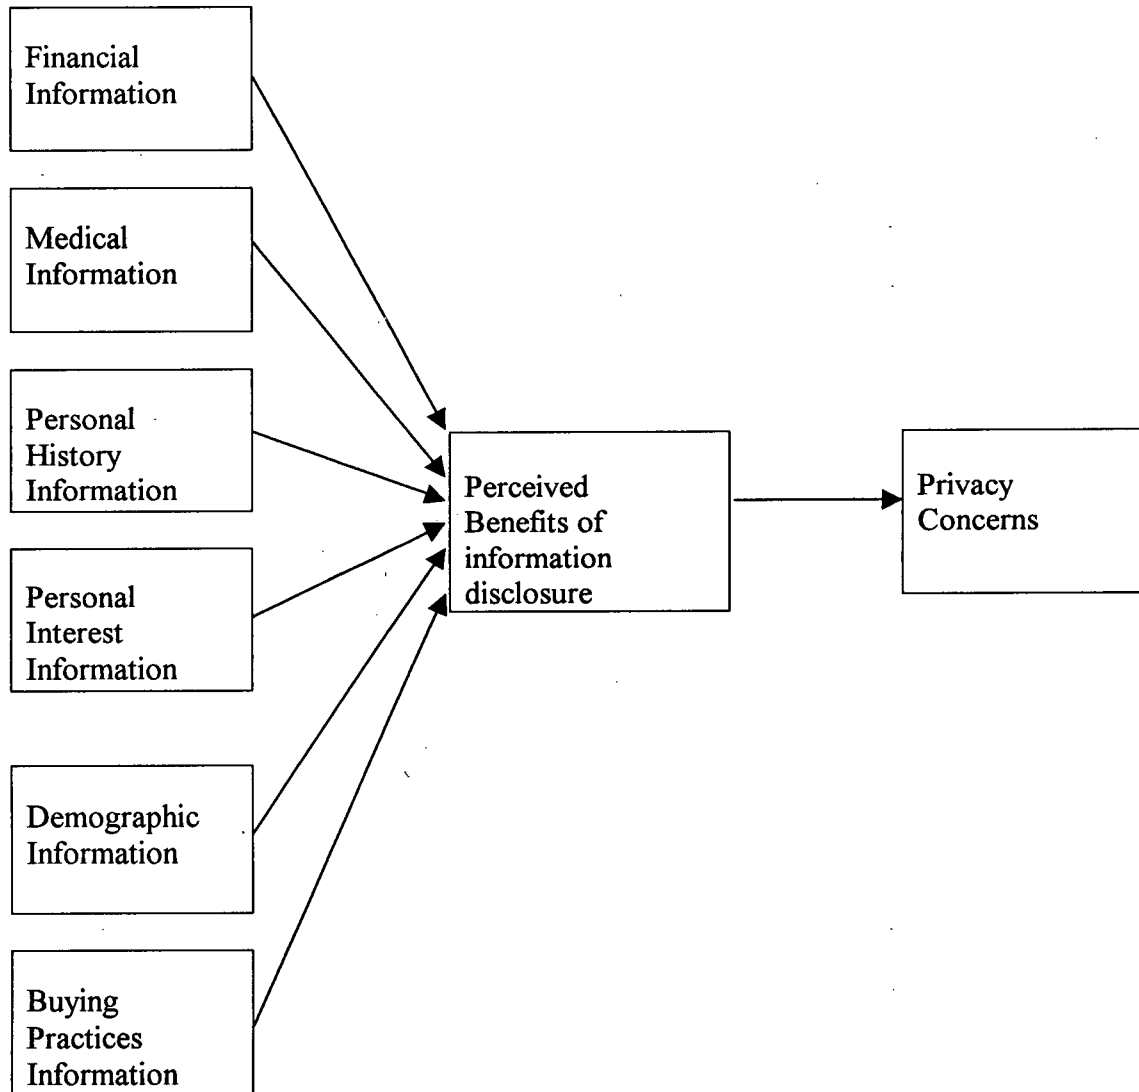 Financial
Information
Medical
Information
Personal
History
Information
Personal
Interest
Information
Demographic
Information
Buying
Practices
Information
Perceived
Benefits of
information
disclosure
Privacy
Concerns